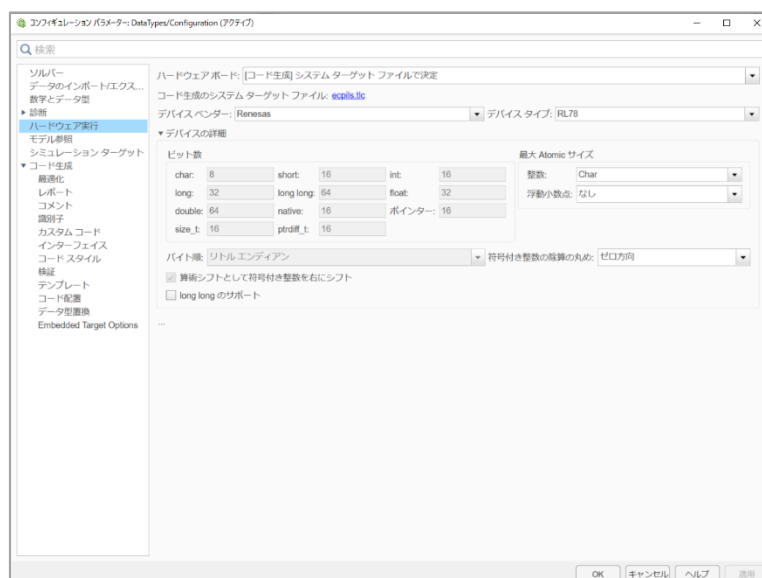 コンフィギュレーション パラメーター: DataTypes/Configuration (アクティブ)
検索
ソルバー
データのインポート/エクス...
数学とデータ型
診断
ハードウェア実行
モデル参照
シミュレーション ターゲット
コード生成
最適化
レポート
コメント
識別子
カスタム コード
インターフェイス
コード スタイル
検証
テンプレート
コード配置
データ型置換
Embedded Target Options
ハードウェア ボード: [コード生成] システム ターゲット ファイルで決定
コード生成のシステム ターゲット ファイル: ecpils.tlc
デバイス ベンダー: Renesas デバイス タイプ: RL78
デバイスの詳細
ビット数 最大 Atomic サイズ
char: 8 short: 16 int: 16 整数: Char
long: 32 long long: 64 float: 32 浮動小数点: なし
double: 64 native: 16 ポインター: 16
size_t: 16 ptrdiff_t: 16
バイト順: リトル エンディアン 符号付き整数の除算の丸め: ゼロ方向
算術シフトとして符号付き整数を右にシフト
long long のサポート
...
OK キャンセル ヘルプ 適用